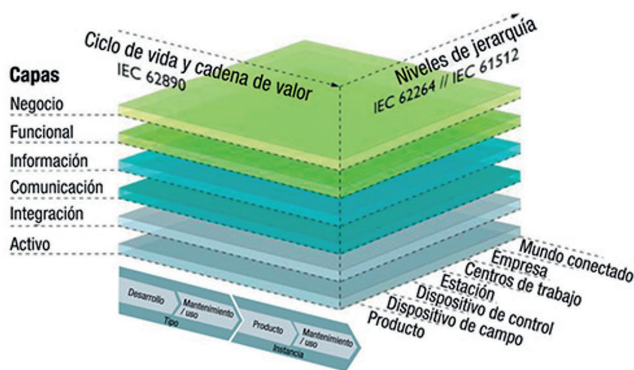 Ciclo de vida y cadena de valor
IEC 62890
Niveles de jerarquía
IEC 62264 // IEC 61512
Capas
Negocio
Funcional
Información
Comunicación
Integración
Activo
Mundo conectado
Empresa
Centros de trabajo
Estación
Dispositivo de control
Dispositivo de campo
Producto
Desarrollo
Mantenimiento
/ uso
Tipo
Producto
Mantenimiento
/ uso
Instancia